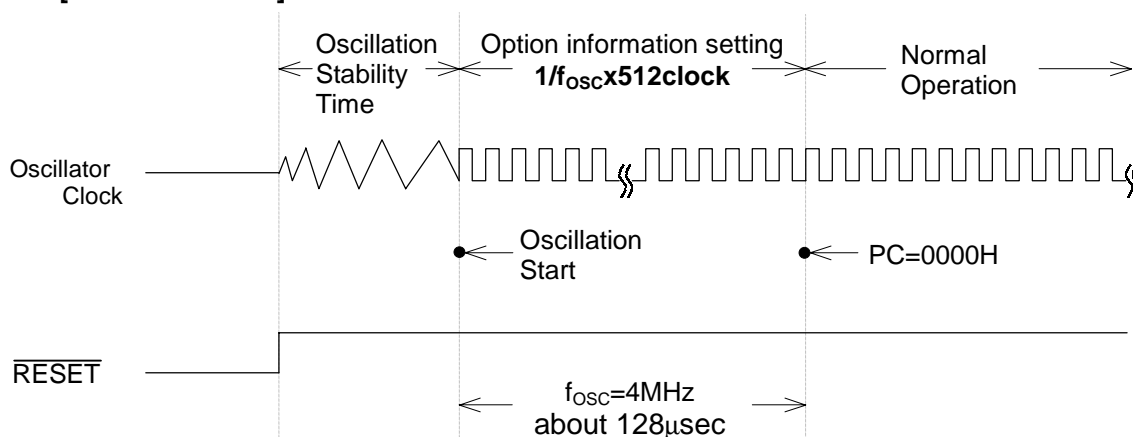 Oscillation
Stability
Time
Option information setting
1/fOSCx512clock
Normal
Operation
Oscillator
Clock
Oscillation
Start
PC=0000H
RESET
fOSC=4MHz
about 128μsec